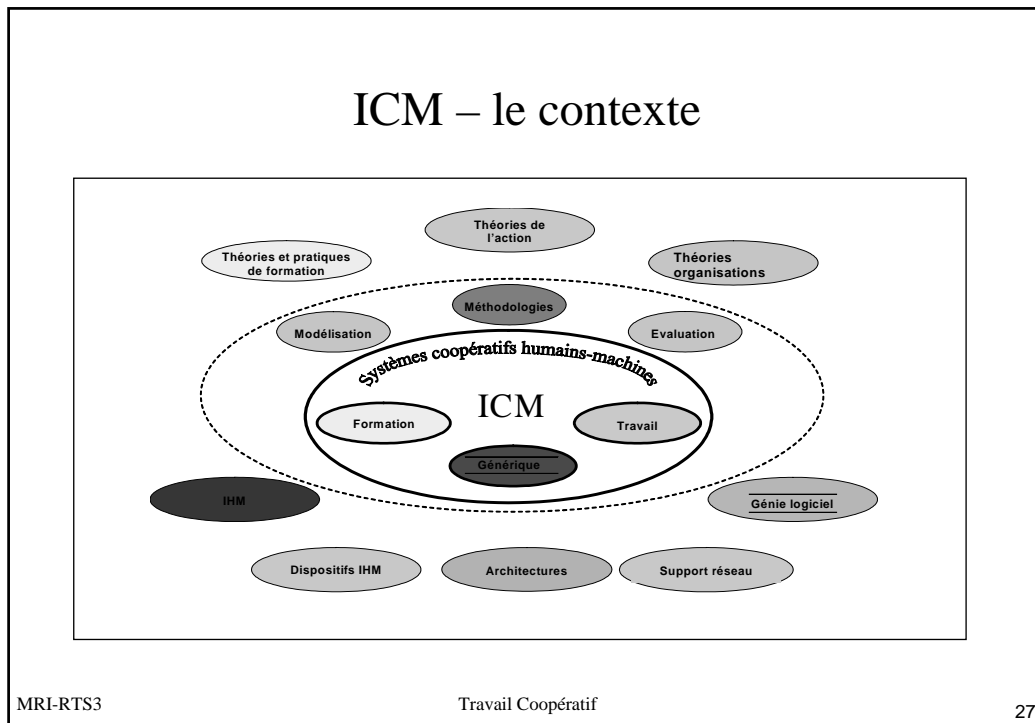 ICM – le contexte
Théories de
l'action
Théories et pratiques
de formation
Théories
organisations
Méthodologies
Modélisation
Evaluation
Systèmes coopératifs humains-machines
ICM
Formation
Travail
Générique
IHM
Génie logiciel
Dispositifs IHM
Architectures
Support réseau
MRI-RTS3
Travail Coopératif
27